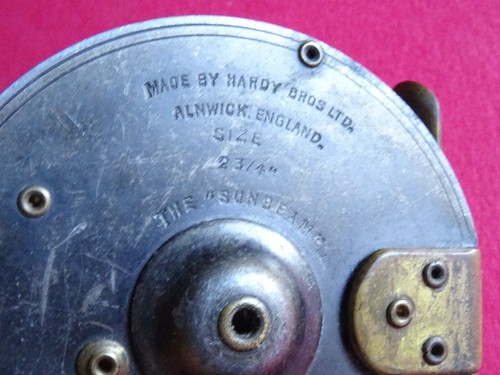 MADE BY HARDY BROS LTD.
ALNWICK. ENGLAND.
SIZE
2 3/4"
THE "SUNBEAM"